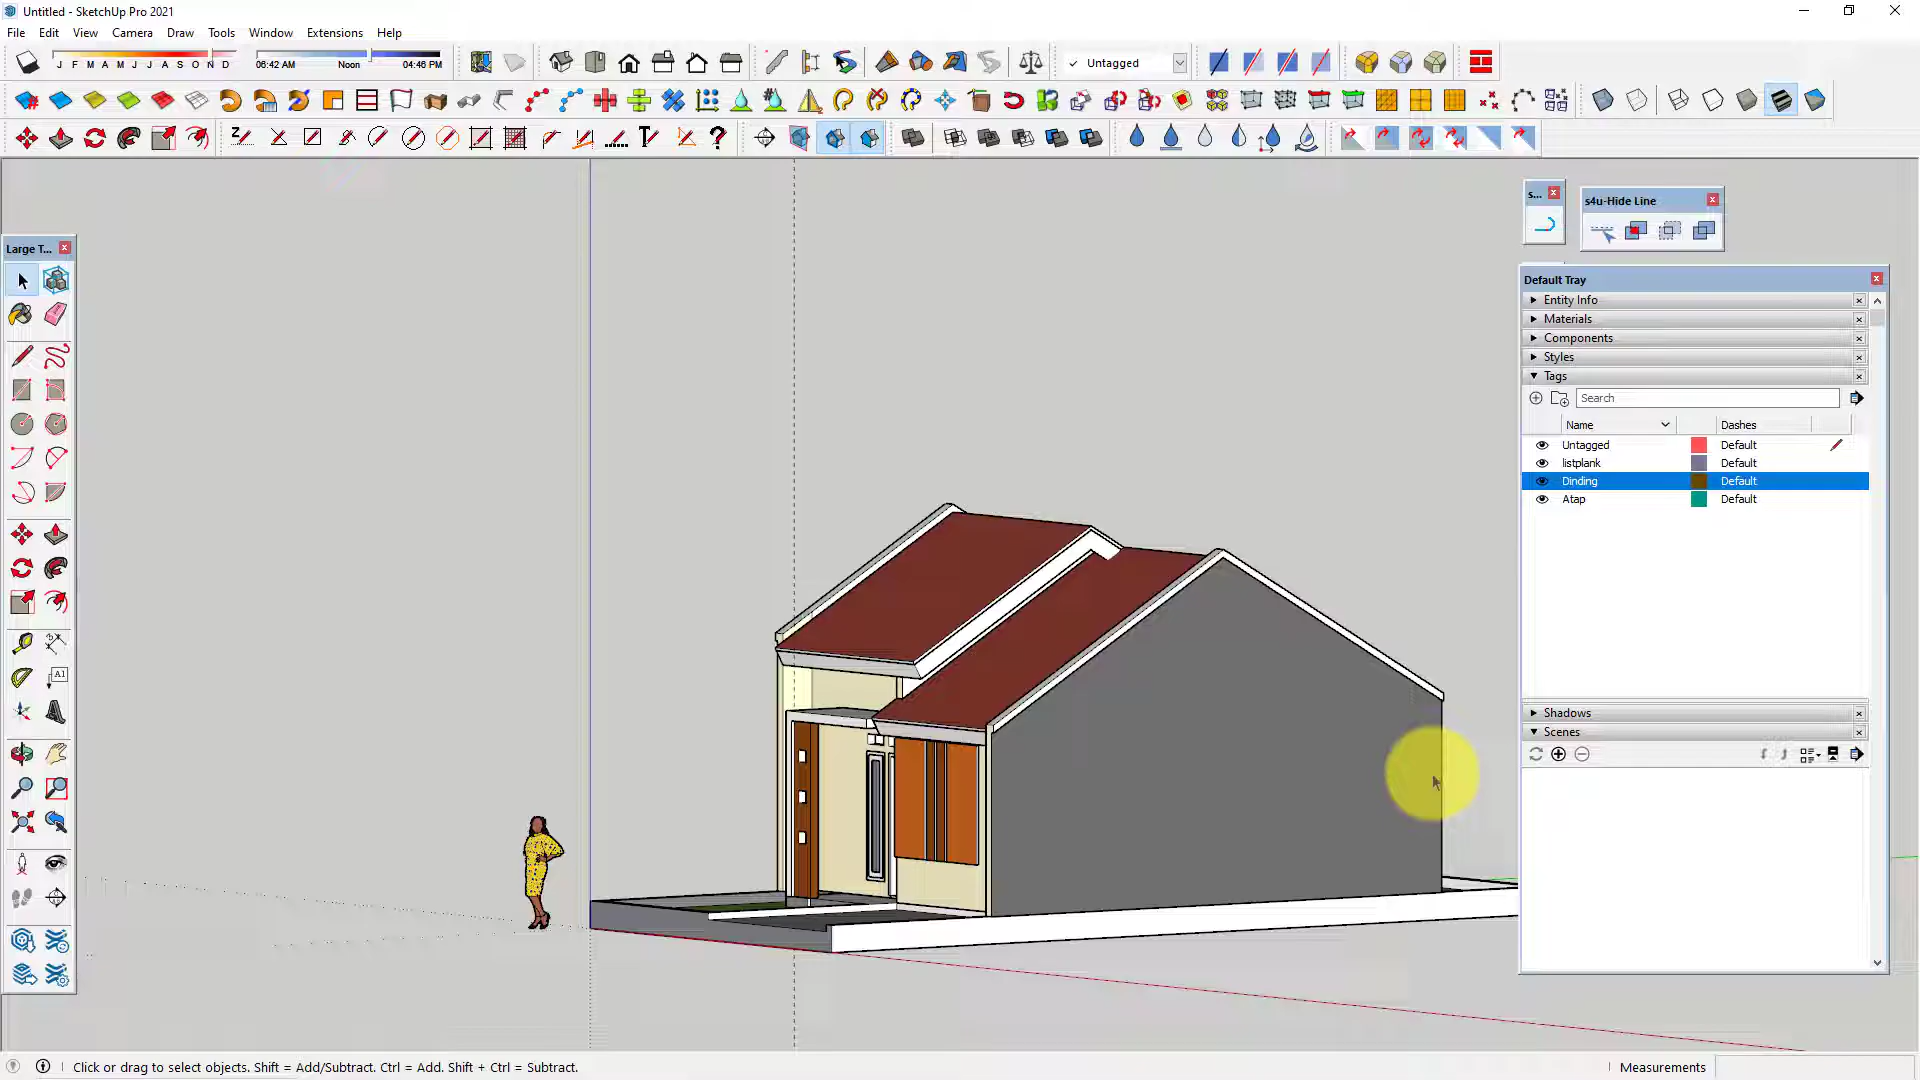 Untitled - SketchUp Pro 2021
File Edit View Camera Draw Tools Window Extensions Help
J F M A M J J A S O N D
06:42 AM Noon 04:46 PM
Untagged
Large T...
A1
s...
s4u-Hide Line
Default Tray
Entity Info
Materials
Components
Styles
Tags
Search
Name Dashes
Untagged Default
listplank Default
Dinding Default
Atap Default
Shadows
Scenes
Click or drag to select objects. Shift = Add/Subtract. Ctrl = Add. Shift + Ctrl = Subtract.
Measurements